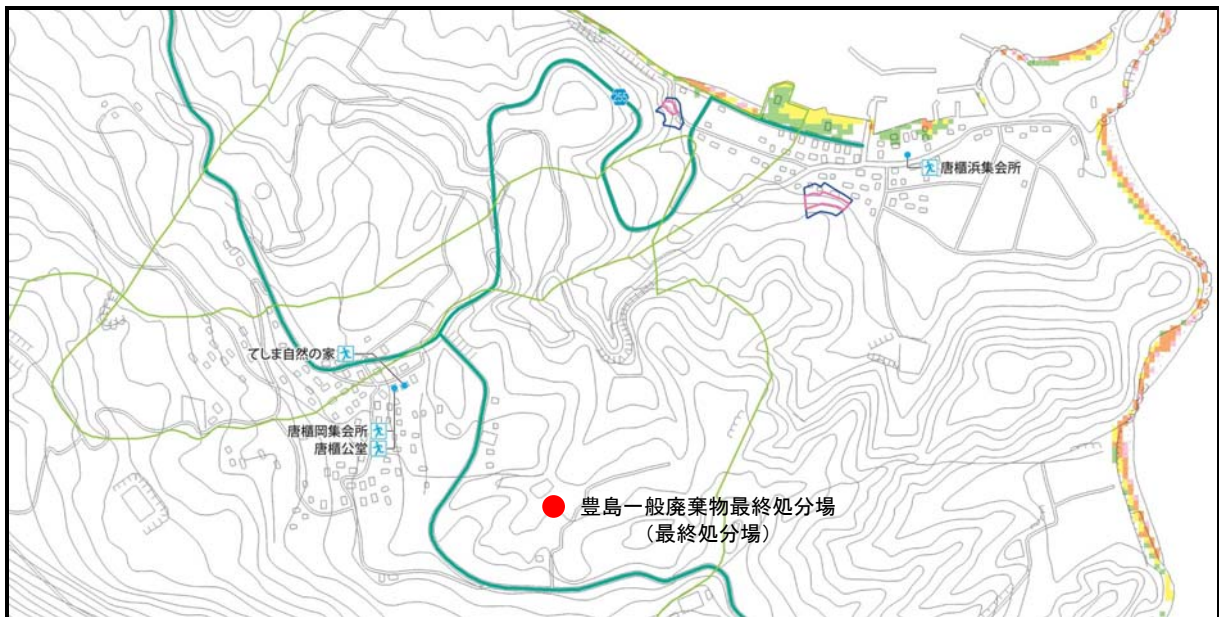 255
唐櫃浜集会所
てしま自然の家
唐櫃岡集会所
唐櫃公堂
豊島一般廃棄物最終処分場
（最終処分場）